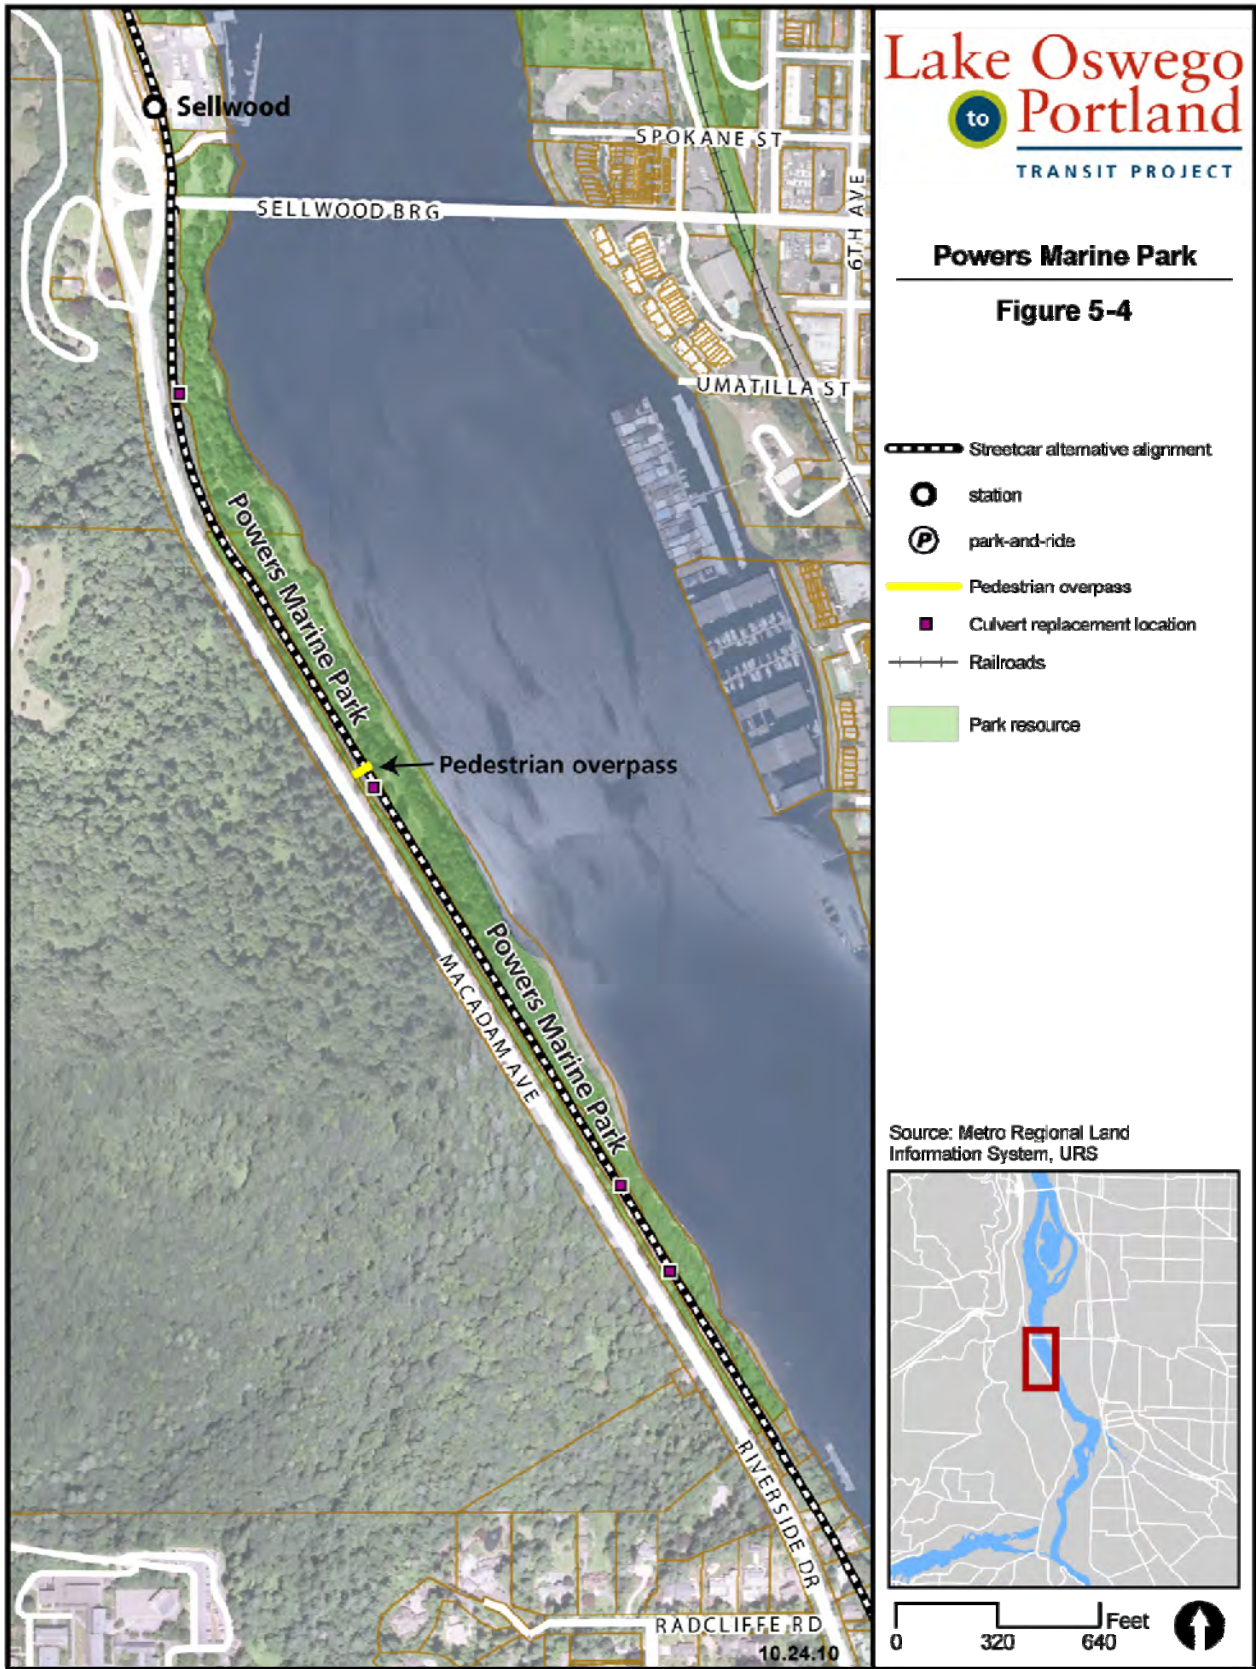 Sellwood
SPOKANE ST
SELLWOOD BRG
6TH AVE
UMATILLA ST
Powers Marine Park
Pedestrian overpass
Powers Marine Park
MACADAM AVE
RIVERSIDE DR
RADCLIFFE RD
10.24.10
Lake Oswego
to Portland
TRANSIT PROJECT
Powers Marine Park
Figure 5-4
Streetcar alternative alignment
station
P park-and-ride
Pedestrian overpass
Culvert replacement location
Railroads
Park resource
Source: Metro Regional Land
Information System, URS
0 320 640 Feet